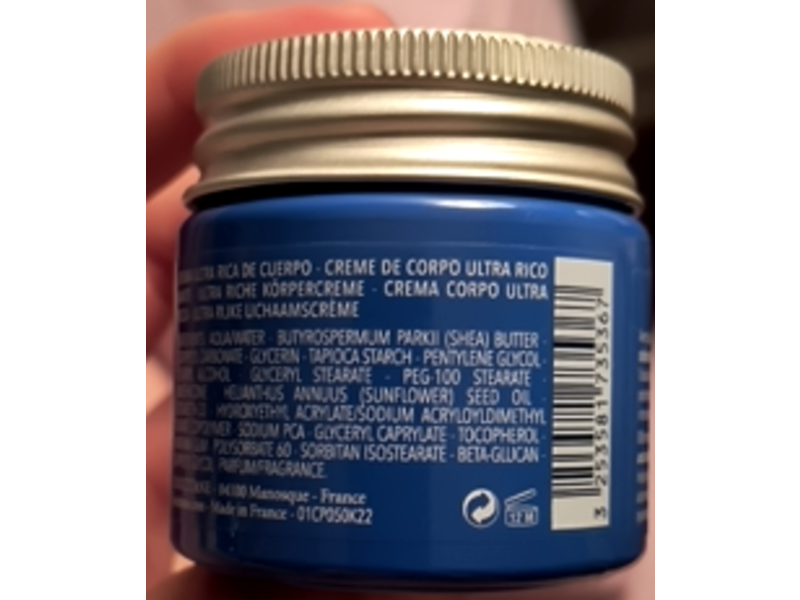 RICA DE CUERPO · CREME DE CORPO ULTRA RICO
ULTRA RICHE KÖRPERCREME · CREMA CORPO ULTRA
ULTRA RIJKE LICHAAMSCRÈME
AQUA/WATER · BUTYROSPERMUM PARKII (SHEA) BUTTER ·
CARBONATE · GLYCERIN · TAPIOCA STARCH · PENTYLENE GLYCOL ·
ALCOHOL · GLYCERYL STEARATE · PEG-100 STEARATE ·
HELIANTHUS ANNUUS (SUNFLOWER) SEED OIL ·
HYDROXYETHYL ACRYLATE/SODIUM ACRYLOYLDIMETHYL
· SODIUM PCA · GLYCERYL CAPRYLATE · TOCOPHEROL ·
POLYSORBATE 60 · SORBITAN ISOSTEARATE · BETA-GLUCAN ·
PARFUM/FRAGRANCE.
04100 Manosque - France
Made in France - 01CP050K22
12 M
3 253581 735367